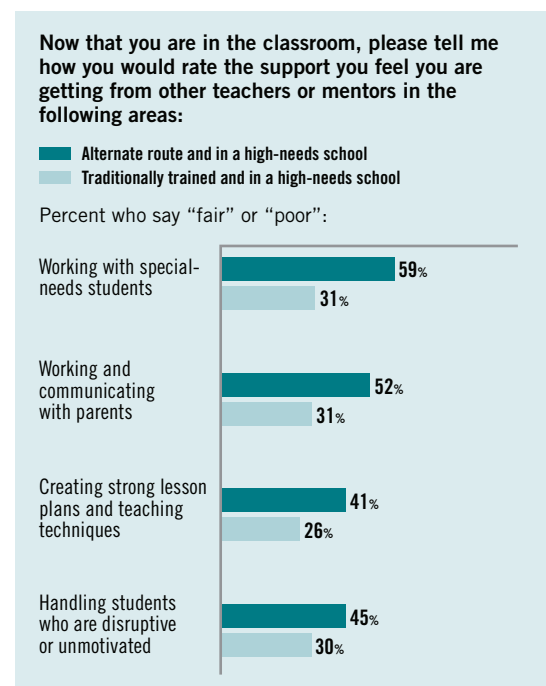 Now that you are in the classroom, please tell me
how you would rate the support you feel you are
getting from other teachers or mentors in the
following areas:
Alternate route and in a high-needs school
Traditionally trained and in a high-needs school
Percent who say “fair” or “poor”:
Working with special-
needs students
59%
31%
Working and
communicating
with parents
52%
31%
Creating strong lesson
plans and teaching
techniques
41%
26%
Handling students
who are disruptive
or unmotivated
45%
30%